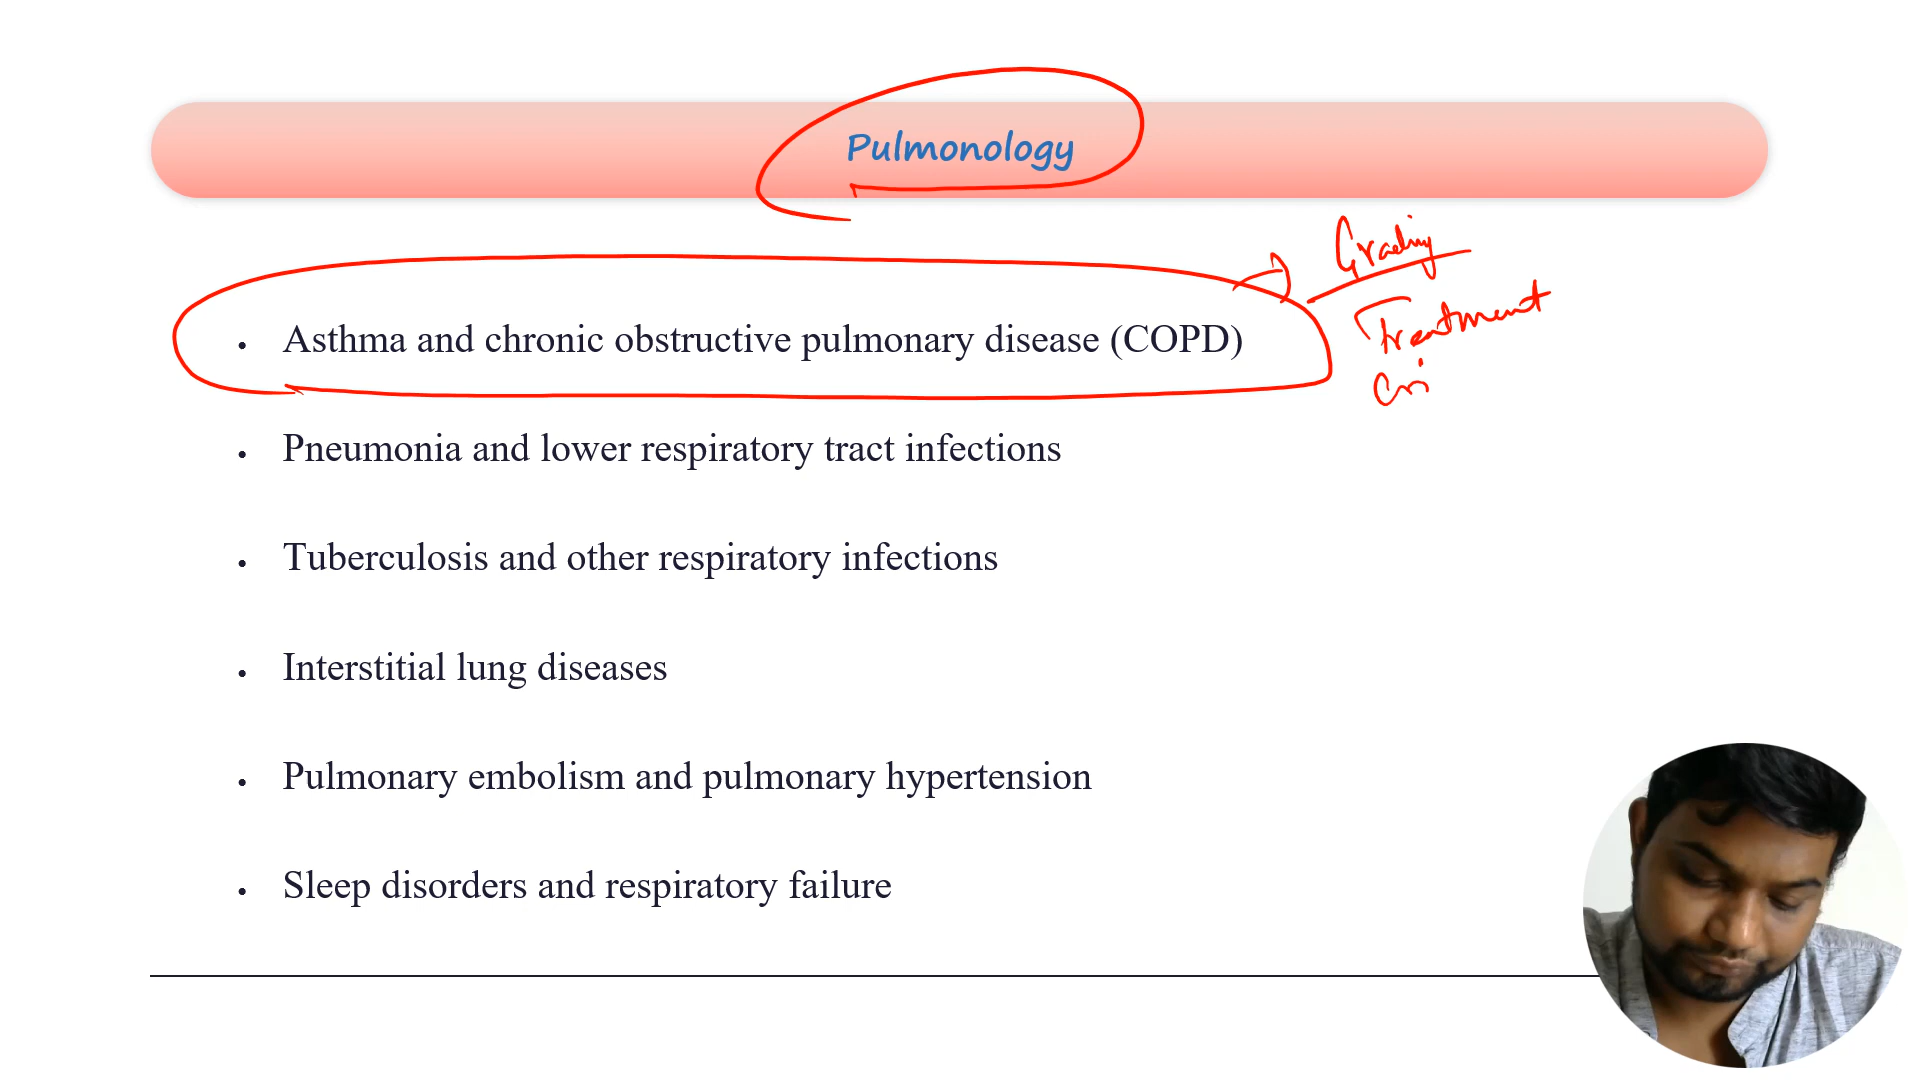 Pulmonology
Grading
• Asthma and chronic obstructive pulmonary disease (COPD)
Treatment
Cri
• Pneumonia and lower respiratory tract infections
• Tuberculosis and other respiratory infections
• Interstitial lung diseases
• Pulmonary embolism and pulmonary hypertension
• Sleep disorders and respiratory failure